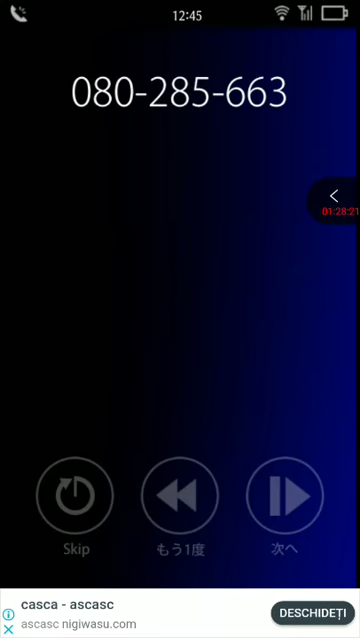 12:45
080-285-663
01:28:21
Skip
もう1度
次へ
casca - ascasc
ascasc nigiwasu.com
DESCHIDEȚI